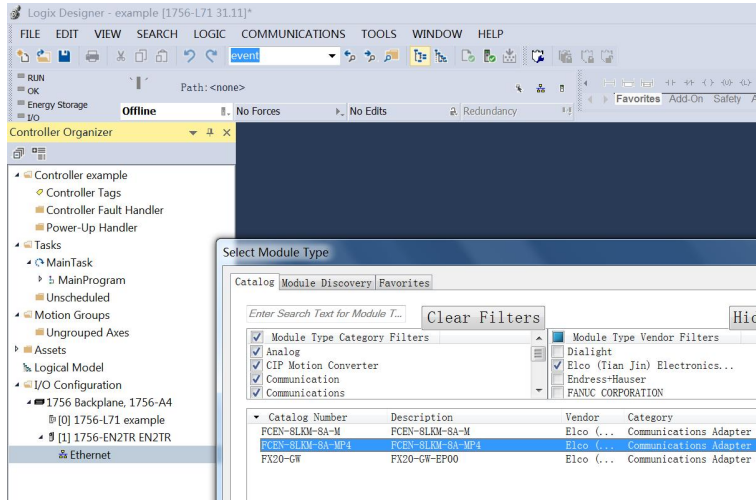 Logix Designer - example [1756-L71 31.11]*
FILE EDIT VIEW SEARCH LOGIC COMMUNICATIONS TOOLS WINDOW HELP
event
RUN
OK
Energy Storage
I/O
Path: <none>
Offline
No Forces
No Edits
Redundancy
Favorites Add-On Safety
Controller Organizer
Controller example
Controller Tags
Controller Fault Handler
Power-Up Handler
Tasks
MainTask
MainProgram
Unscheduled
Motion Groups
Ungrouped Axes
Assets
Logical Model
I/O Configuration
1756 Backplane, 1756-A4
[0] 1756-L71 example
[1] 1756-EN2TR EN2TR
Ethernet
Select Module Type
Catalog Module Discovery Favorites
Enter Search Text for Module T...
Clear Filters
Module Type Category Filters
Analog
CIP Motion Converter
Communication
Communications
Module Type Vendor Filters
Dialight
Elco (Tian Jin) Electronics...
Endress+Hauser
FANUC CORPORATION
Catalog Number Description Vendor Category
FCEN-8LKM-8A-M FCEN-8LKM-8A-M Elco (... Communications Adapter
FCEN-8LKM-8A-MP4 FCEN-8LKM-8A-MP4 Elco (... Communications Adapter
FX20-GW FX20-GW-EP00 Elco (... Communications Adapter